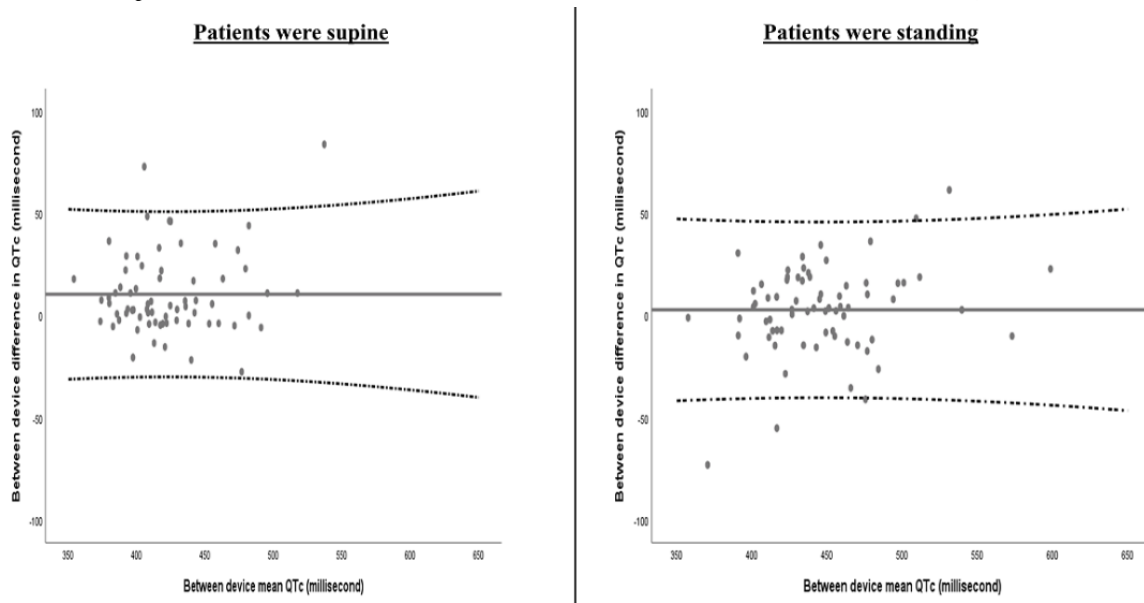 Patients were supine
Between device difference in QTc (millisecond)
100
50
0
-50
-100
350 400 450 500 550 600 650
Between device mean QTc (millisecond)
Patients were standing
Between device difference in QTc (millisecond)
100
50
0
-50
-100
350 400 450 500 550 600 650
Between device mean QTc (millisecond)